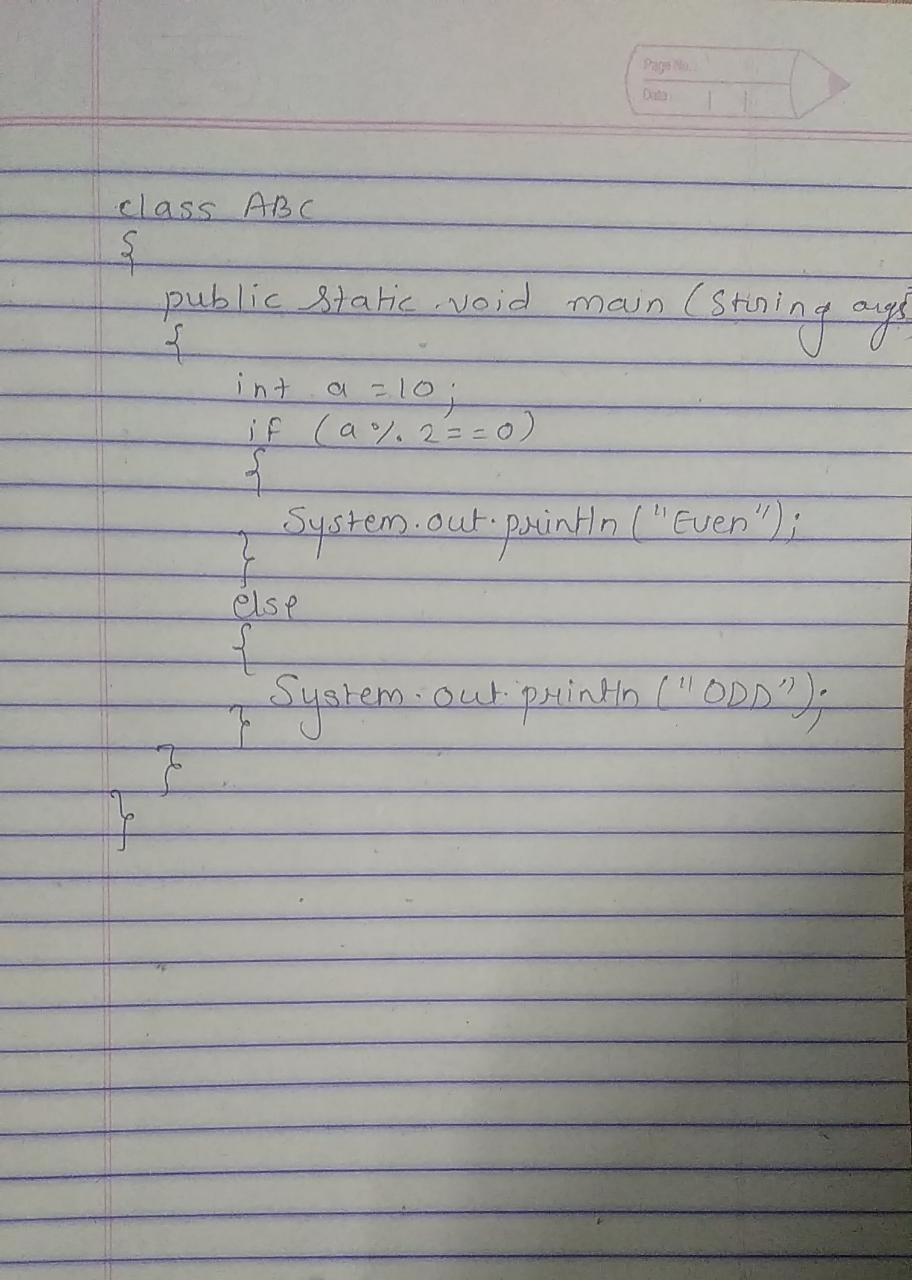 Page No.
Date
class ABC
{
public static void main (String args
{
int a =10;
if (a % 2 ==0)
{
System.out.println ("Even");
}
else
{
System.out.println ("ODD");
}
}
}